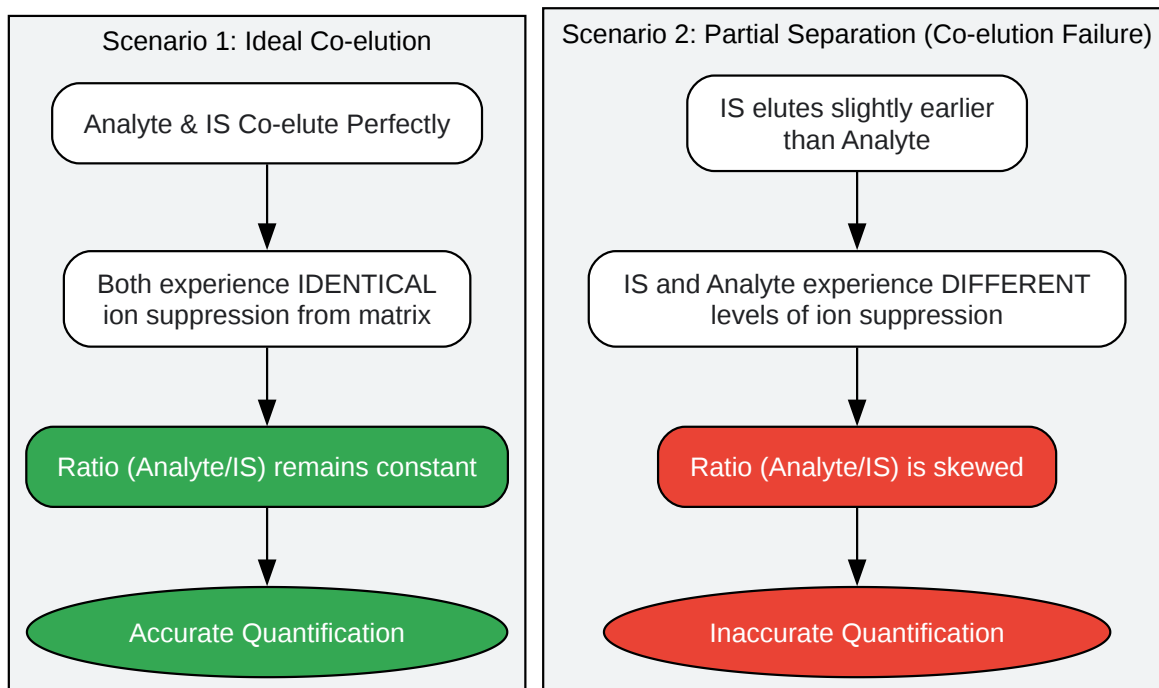 Scenario 1: Ideal Co-elution
Analyte & IS Co-elute Perfectly
Both experience IDENTICAL
ion suppression from matrix
Ratio (Analyte/IS) remains constant
Accurate Quantification
Scenario 2: Partial Separation (Co-elution Failure)
IS elutes slightly earlier
than Analyte
IS and Analyte experience DIFFERENT
levels of ion suppression
Ratio (Analyte/IS) is skewed
Inaccurate Quantification